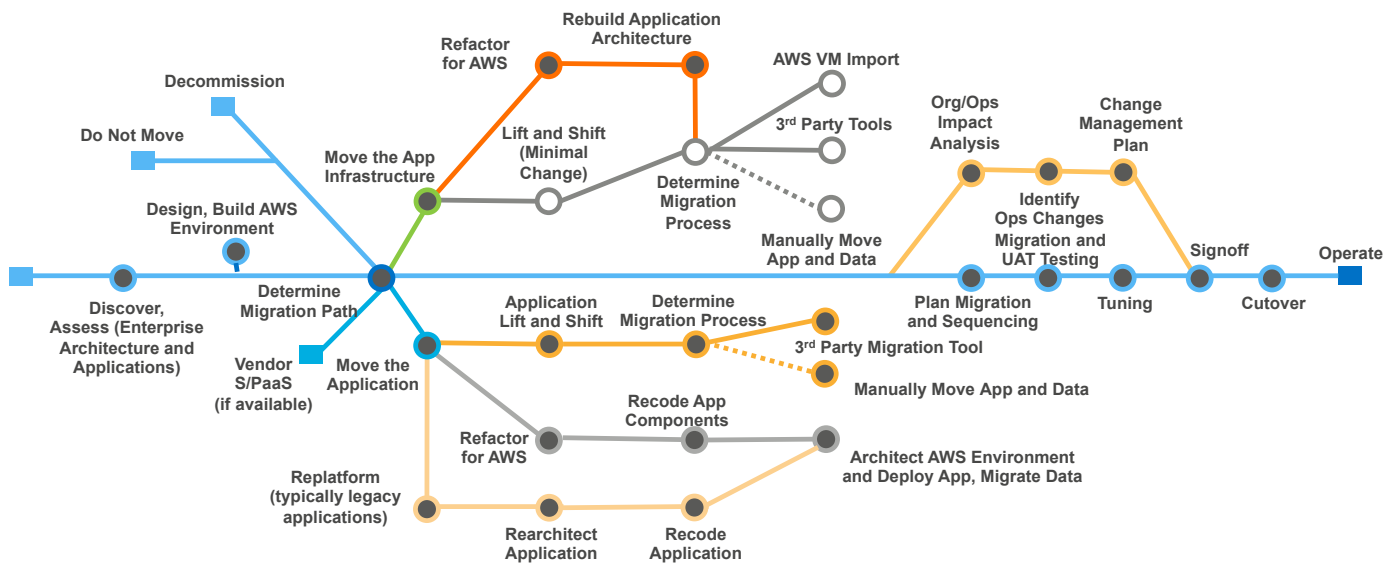 Rebuild Application
Architecture
Refactor
for AWS
AWS VM Import
Decommission
Org/Ops
Impact
Analysis
Change
Management
Plan
Do Not Move
Lift and Shift
(Minimal
Change)
3rd Party Tools
Move the App
Infrastructure
Determine
Migration
Process
Design, Build AWS
Environment
Identify
Ops Changes
Manually Move
App and Data
Migration and
UAT Testing
Signoff
Operate
Discover,
Assess (Enterprise
Architecture and
Applications)
Determine
Migration Path
Application
Lift and Shift
Determine
Migration Process
Plan Migration
and Sequencing
Tuning
Cutover
Vendor
S/PaaS
(if available)
Move the
Application
3rd Party Migration Tool
Manually Move App and Data
Recode App
Components
Refactor
for AWS
Architect AWS Environment
and Deploy App, Migrate Data
Replatform
(typically legacy
applications)
Rearchitect
Application
Recode
Application